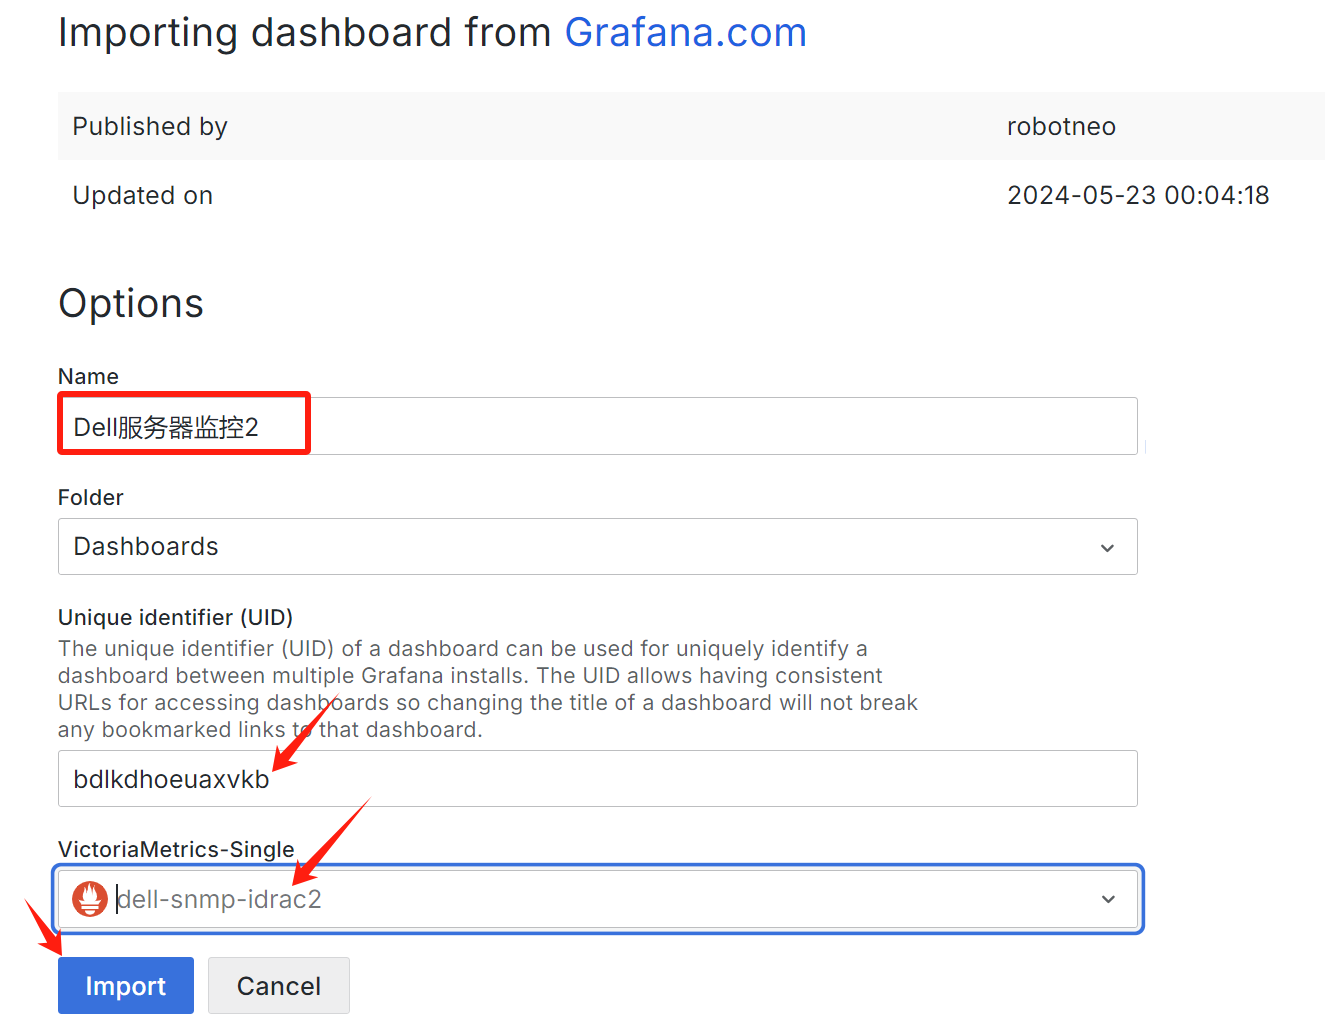 Importing dashboard from Grafana.com
Published by robotneo
Updated on 2024-05-23 00:04:18
Options
Name
Dell服务器监控2
Folder
Dashboards
Unique identifier (UID)
The unique identifier (UID) of a dashboard can be used for uniquely identify a
dashboard between multiple Grafana installs. The UID allows having consistent
URLs for accessing dashboards so changing the title of a dashboard will not break
any bookmarked links to that dashboard.
bdlkdhoeuaxvkb
VictoriaMetrics-Single
dell-snmp-idrac2
Import Cancel